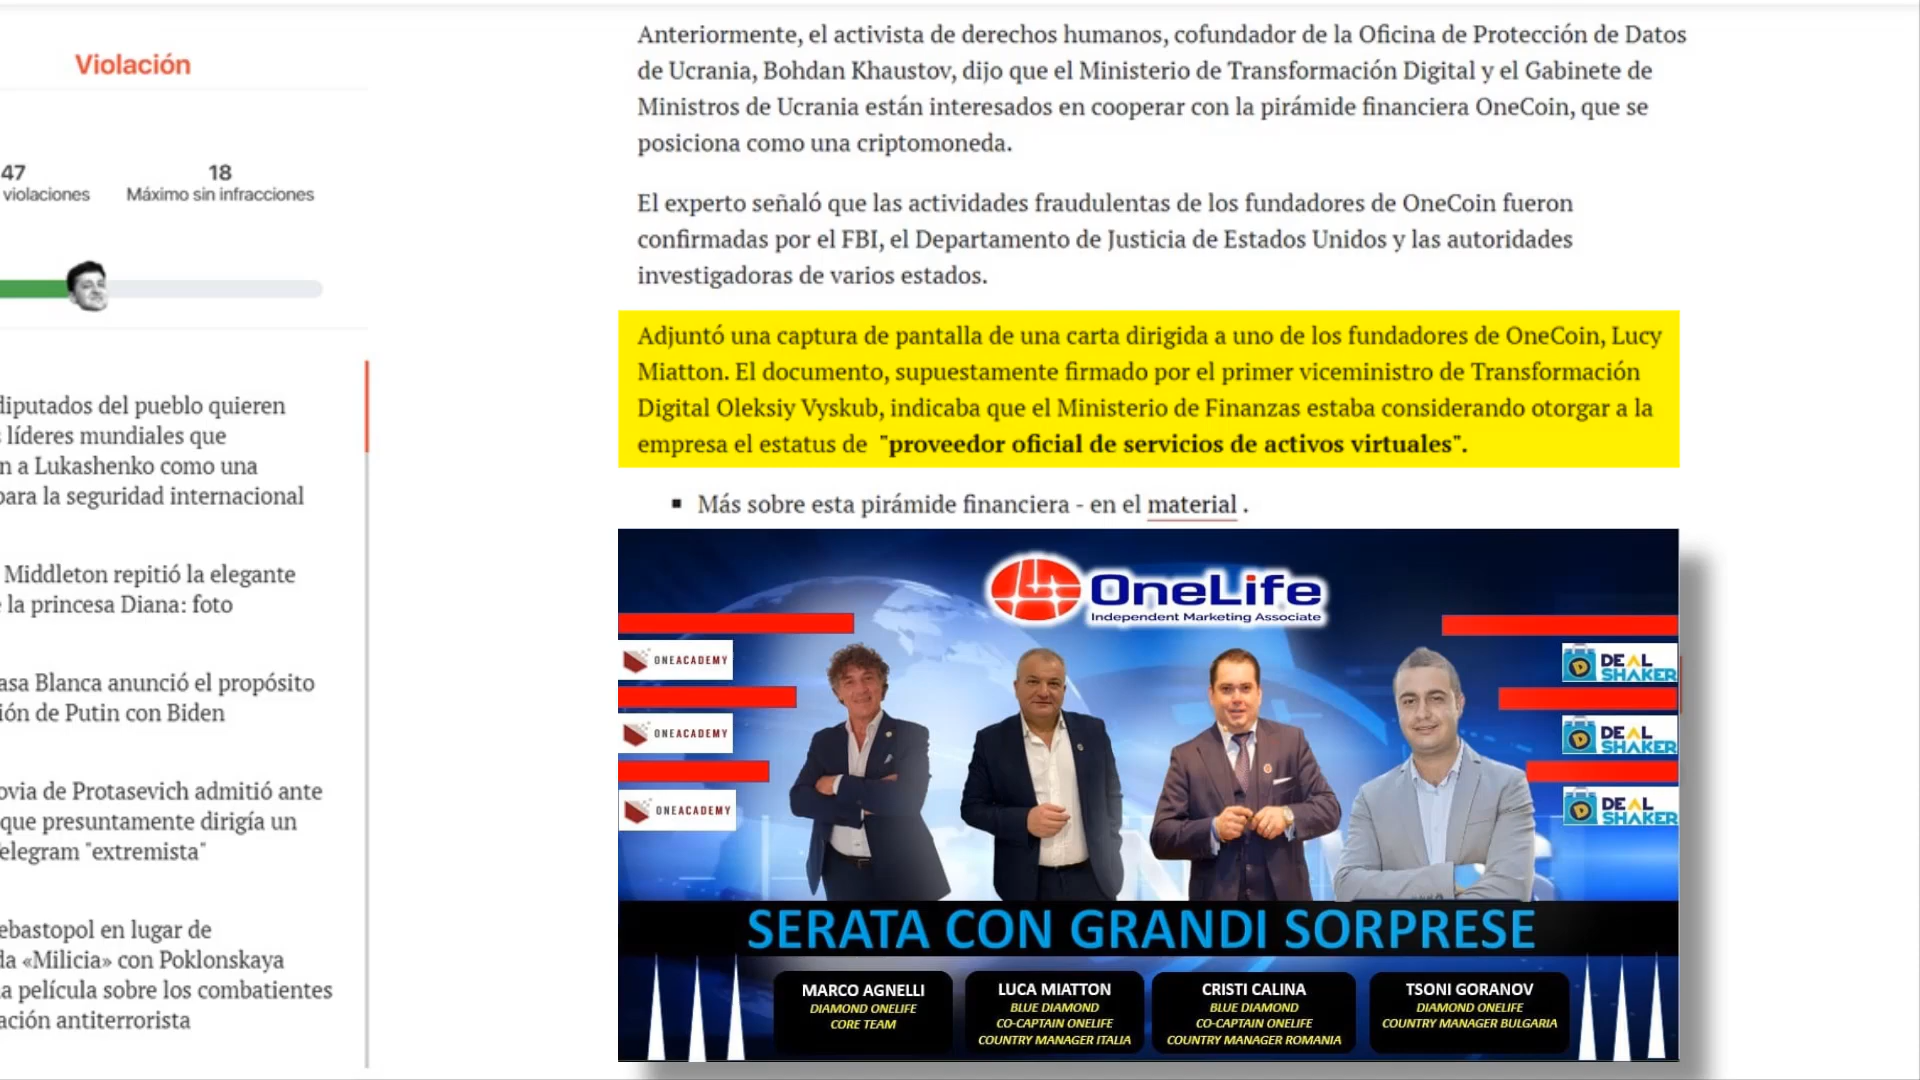 Violación
47
violaciones
18
Máximo sin infracciones
diputados del pueblo quieren
líderes mundiales que
n a Lukashenko como una
para la seguridad internacional
Middleton repitió la elegante
la princesa Diana: foto
asa Blanca anunció el propósito
ión de Putin con Biden
ovia de Protasevich admitió ante
que presuntamente dirigía un
elegram "extremista"
ebastopol en lugar de
da «Milicia» con Poklonskaya
a película sobre los combatientes
ación antiterrorista
Anteriormente, el activista de derechos humanos, cofundador de la Oficina de Protección de Datos
de Ucrania, Bohdan Khaustov, dijo que el Ministerio de Transformación Digital y el Gabinete de
Ministros de Ucrania están interesados en cooperar con la pirámide financiera OneCoin, que se
posiciona como una criptomoneda.
El experto señaló que las actividades fraudulentas de los fundadores de OneCoin fueron
confirmadas por el FBI, el Departamento de Justicia de Estados Unidos y las autoridades
investigadoras de varios estados.
Adjuntó una captura de pantalla de una carta dirigida a uno de los fundadores de OneCoin, Lucy
Miatton. El documento, supuestamente firmado por el primer viceministro de Transformación
Digital Oleksiy Vyskub, indicaba que el Ministerio de Finanzas estaba considerando otorgar a la
empresa el estatus de "proveedor oficial de servicios de activos virtuales".
▪ Más sobre esta pirámide financiera - en el material .
OneLife
Independent Marketing Associate
ONEACADEMY
ONEACADEMY
ONEACADEMY
DEAL
SHAKER
DEAL
SHAKER
DEAL
SHAKER
SERATA CON GRANDI SORPRESE
MARCO AGNELLI
DIAMOND ONELIFE
CORE TEAM
LUCA MIATTON
BLUE DIAMOND
CO-CAPTAIN ONELIFE
COUNTRY MANAGER ITALIA
CRISTI CALINA
BLUE DIAMOND
CO-CAPTAIN ONELIFE
COUNTRY MANAGER ROMANIA
TSONI GORANOV
DIAMOND ONELIFE
COUNTRY MANAGER BULGARIA